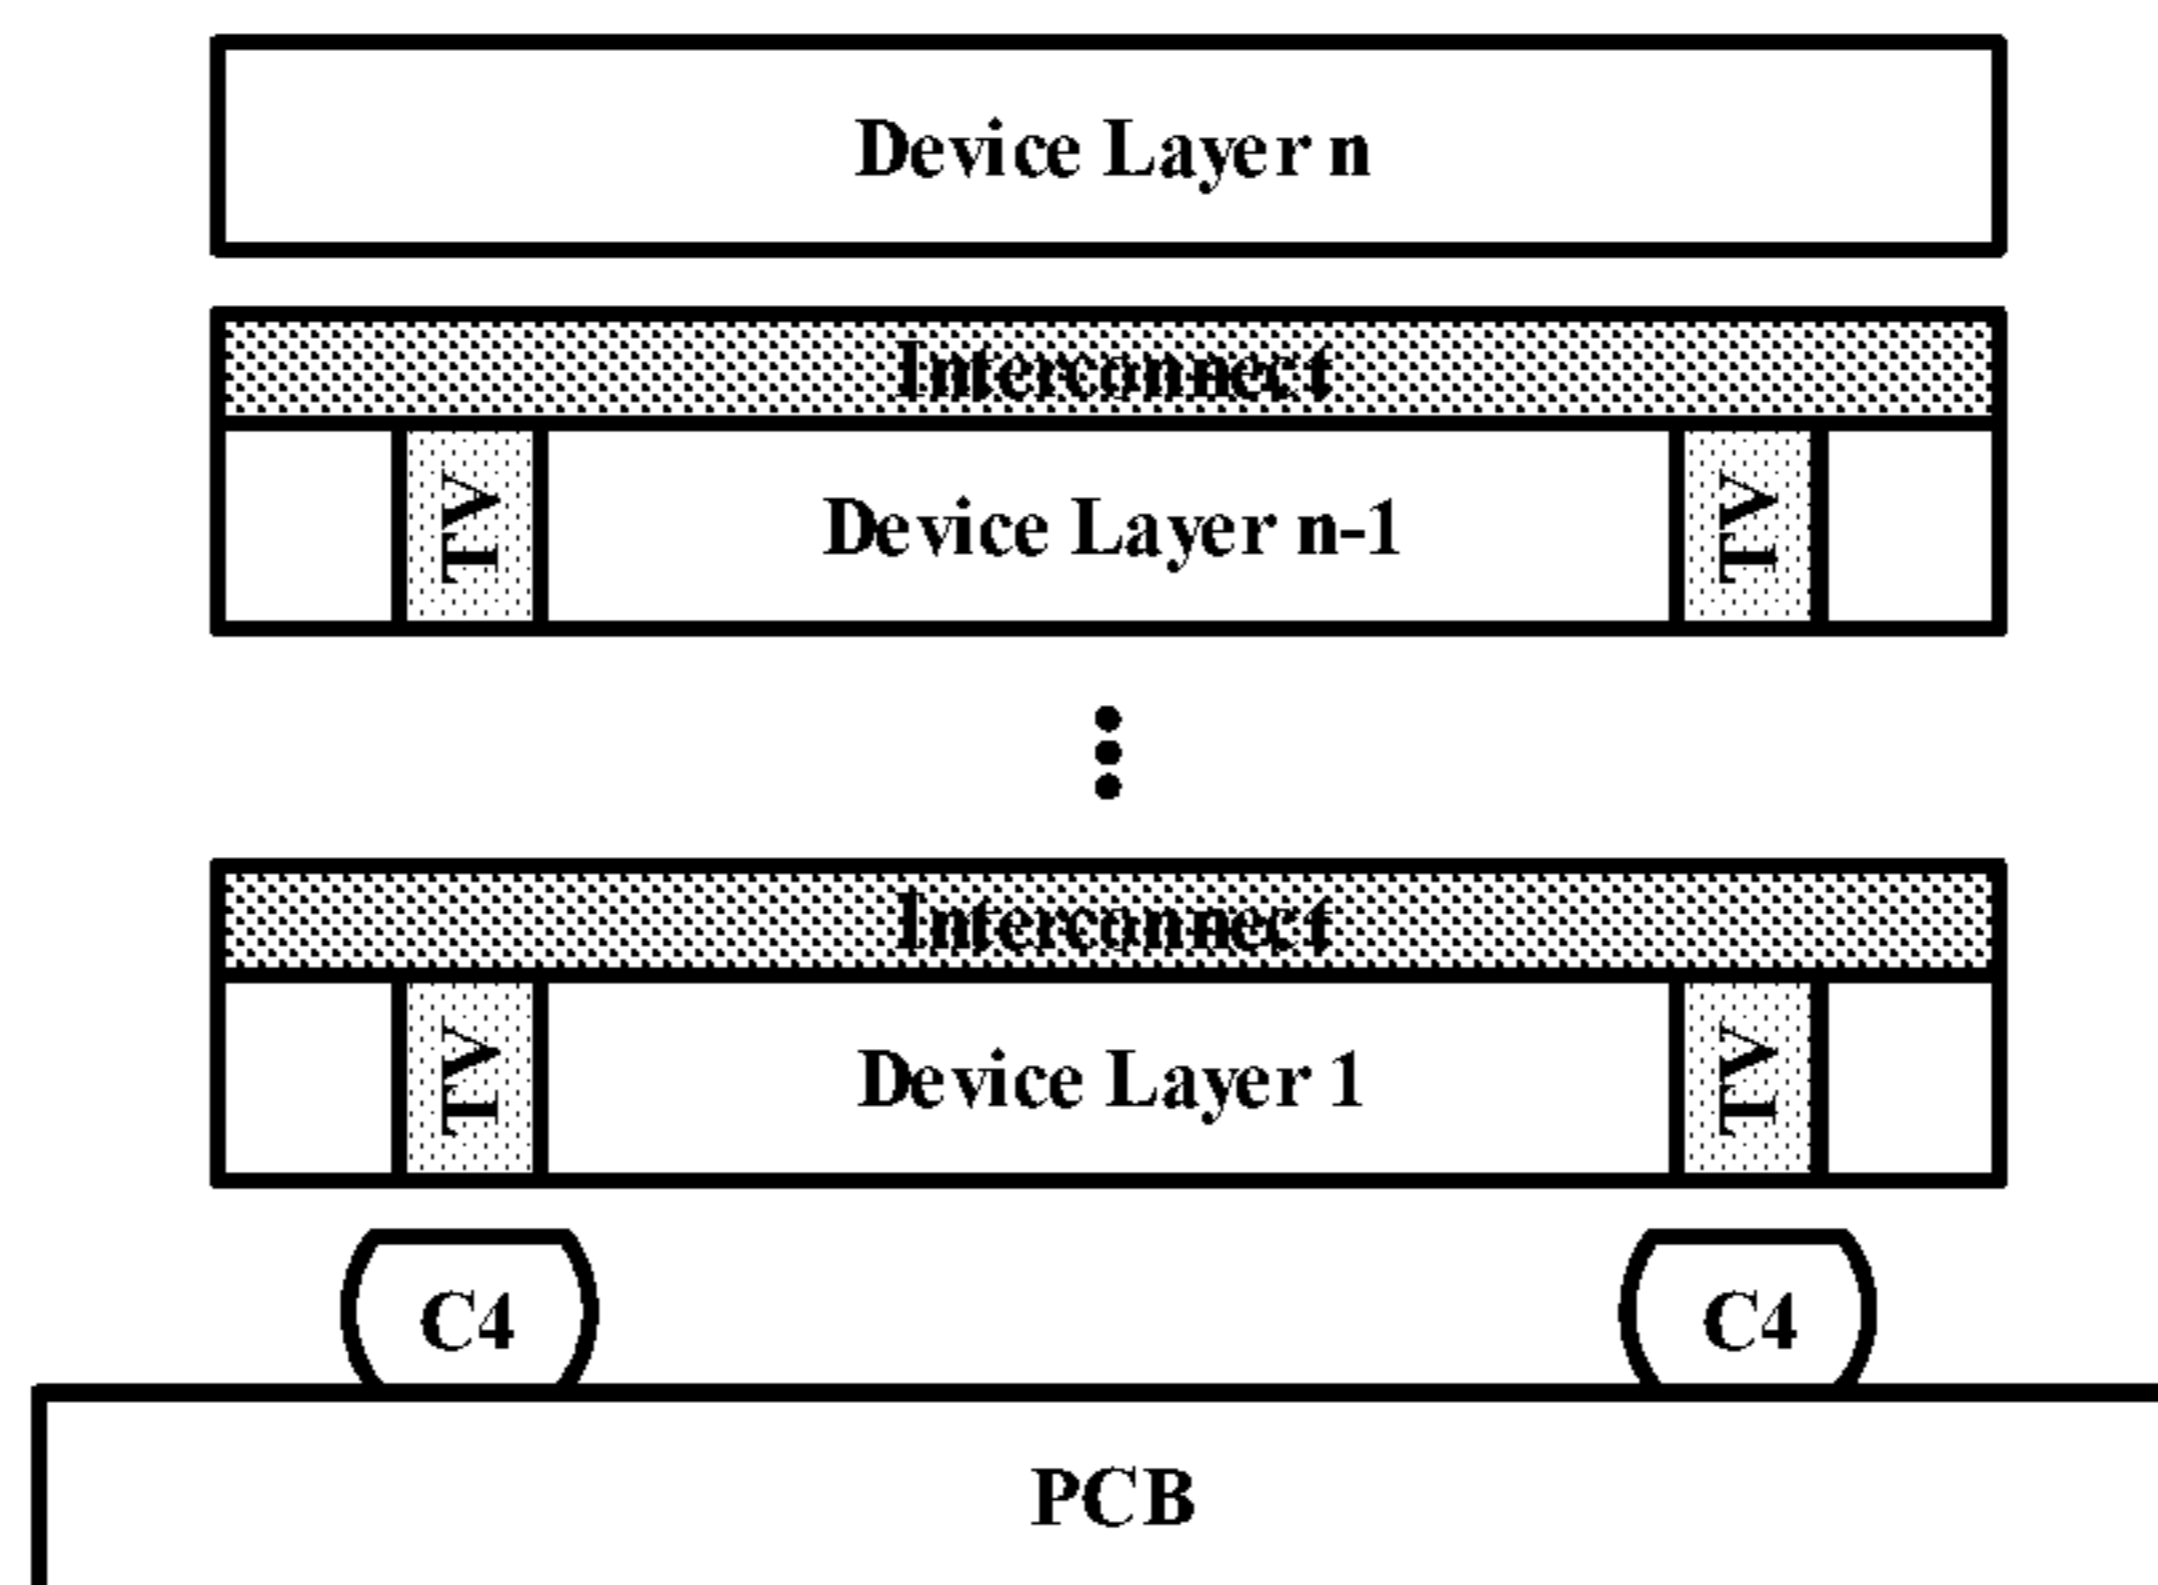 Device Layer n
Interconnect
TV
Device Layer n-1
TV
Interconnect
TV
Device Layer 1
TV
C4
C4
PCB